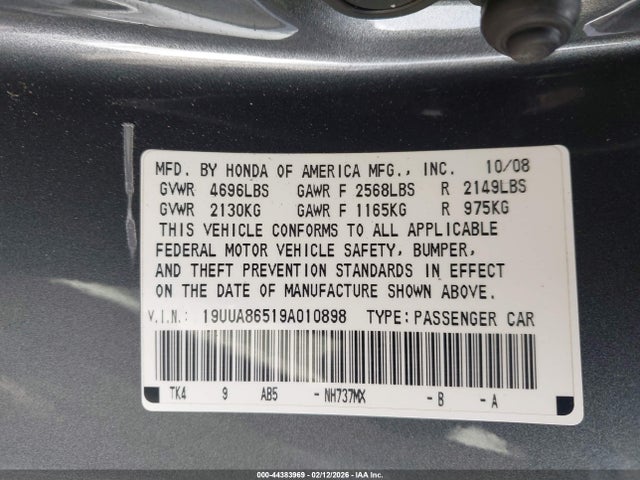 MFD. BY HONDA OF AMERICA MFG., INC. 10/08
GVWR 4696LBS GAWR F 2568LBS R 2149LBS
GVWR 2130KG GAWR F 1165KG R 975KG
THIS VEHICLE CONFORMS TO ALL APPLICABLE
FEDERAL MOTOR VEHICLE SAFETY, BUMPER,
AND THEFT PREVENTION STANDARDS IN EFFECT
ON THE DATE OF MANUFACTURE SHOWN ABOVE.
V.I.N.: 19UUA86519A010898 TYPE: PASSENGER CAR
TK4 9 AB5 -NH737MX -B -A
000-44383969 - 02/12/2026 - IAA Inc.